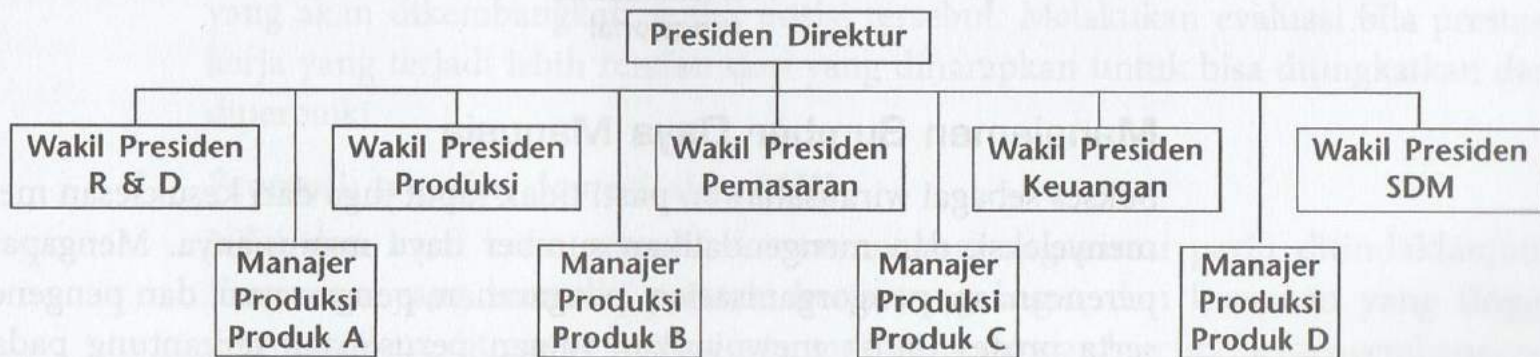 Presiden Direktur
Wakil Presiden
R & D
Wakil Presiden
Produksi
Wakil Presiden
Pemasaran
Wakil Presiden
Keuangan
Wakil Presiden
SDM
Manajer
Produksi
Produk A
Manajer
Produksi
Produk B
Manajer
Produksi
Produk C
Manajer
Produksi
Produk D